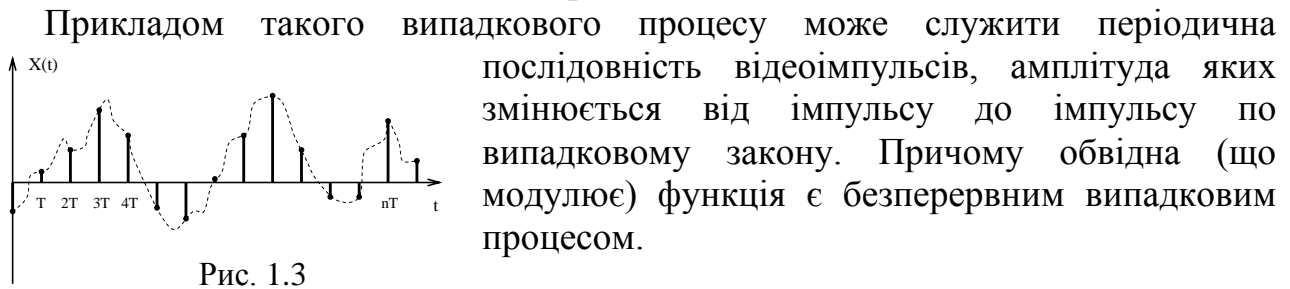 Прикладом такого випадкового процесу може служити періодична
послідовність відеоімпульсів, амплітуда яких
змінюється від імпульсу до імпульсу по
випадковому закону. Причому обвідна (що
модулює) функція є безперервним випадковим
процесом.
X(t)
T 2T 3T 4T nT t
Рис. 1.3